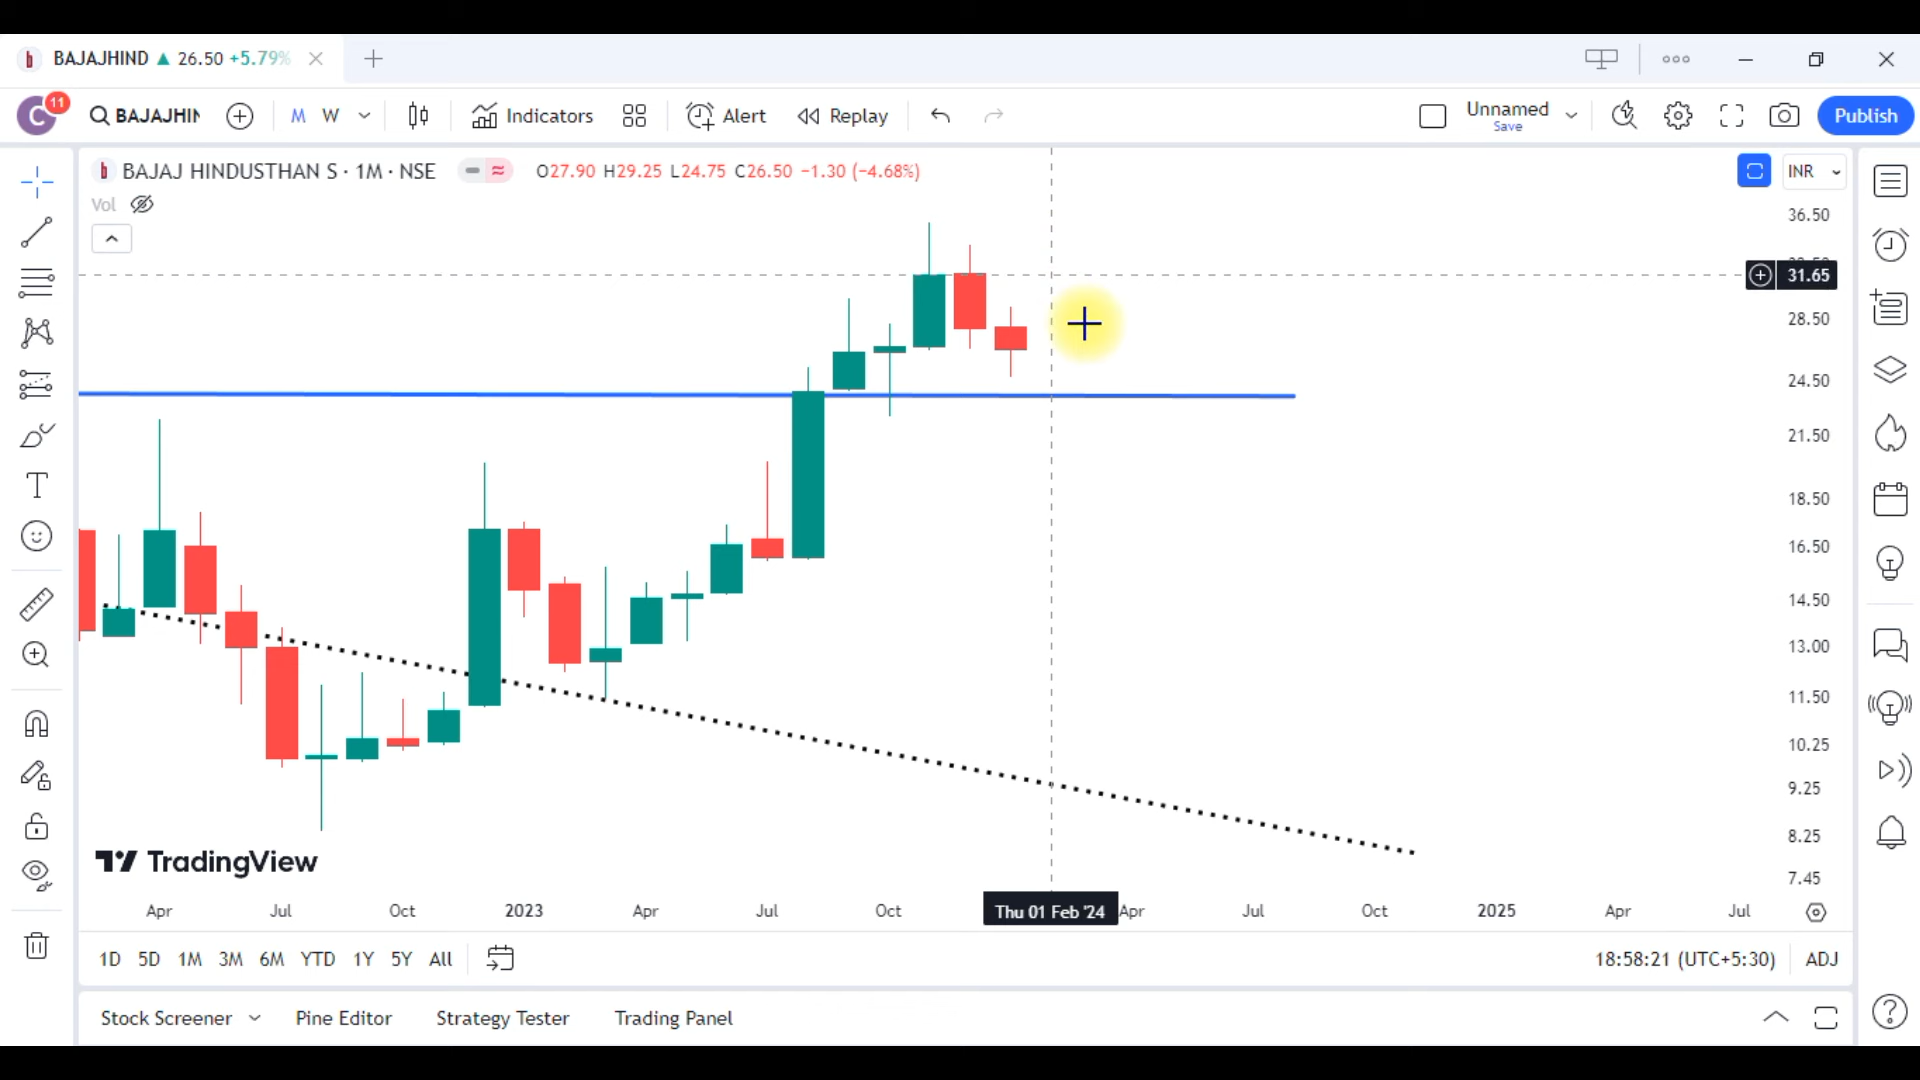 BAJAJHIND ▲ 26.50 +5.79%
C 11 BAJAJHIN M W Indicators Alert Replay Unnamed Save Publish
b BAJAJ HINDUSTHAN S · 1M · NSE O27.90 H29.25 L24.75 C26.50 −1.30 (−4.68%) INR
Vol
36.50
31.65
28.50
24.50
21.50
18.50
16.50
14.50
13.00
11.50
10.25
9.25
8.25
7.45
TradingView
Apr Jul Oct 2023 Apr Jul Oct Thu 01 Feb '24 Apr Jul Oct 2025 Apr Jul
1D 5D 1M 3M 6M YTD 1Y 5Y All 18:58:21 (UTC+5:30) ADJ
Stock Screener Pine Editor Strategy Tester Trading Panel